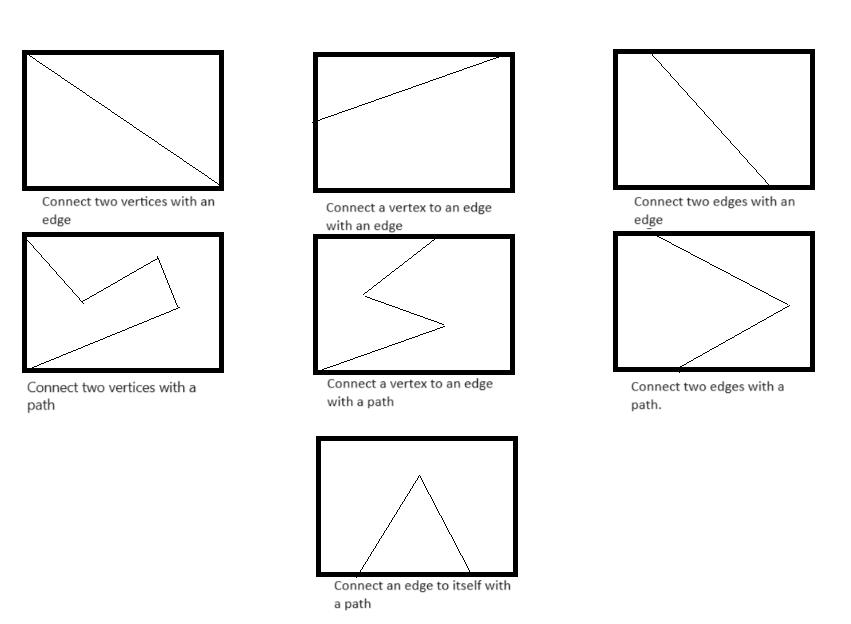 Connect two vertices with an
edge
Connect a vertex to an edge
with an edge
Connect two edges with an
edge
Connect two vertices with a
path
Connect a vertex to an edge
with a path
Connect two edges with a
path.
Connect an edge to itself with
a path